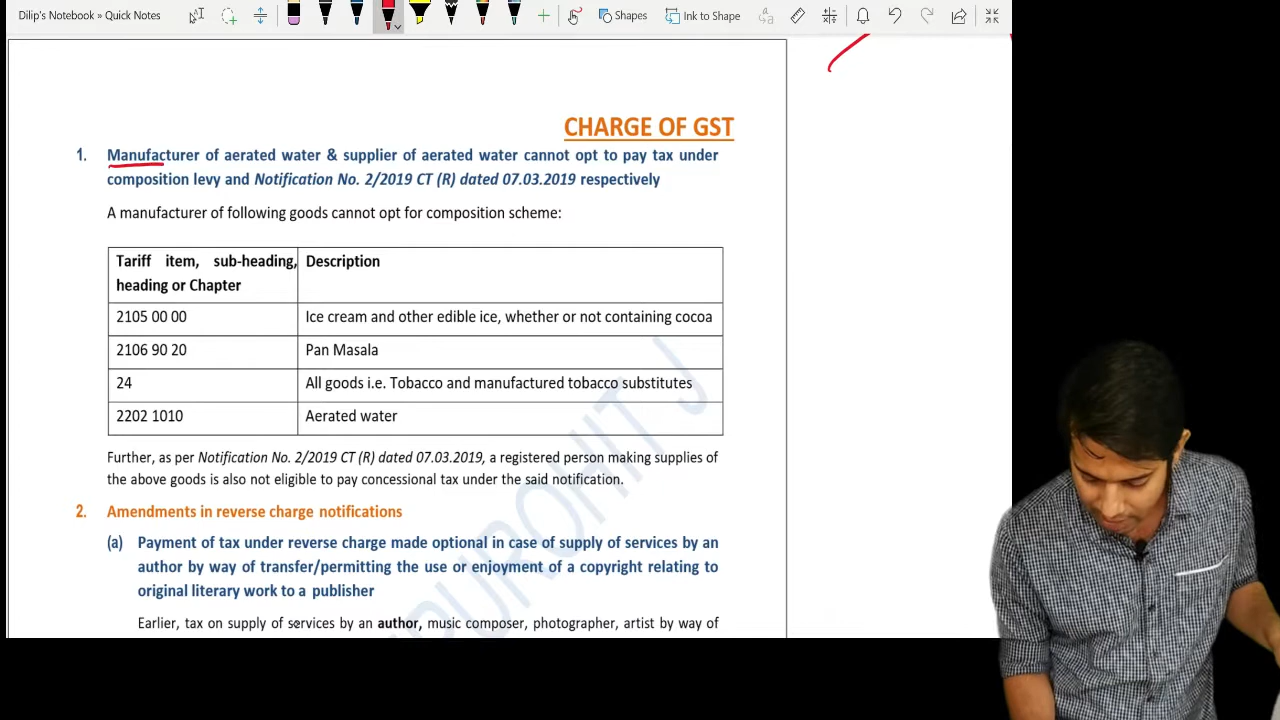 Dilip's Notebook » Quick Notes
Shapes
Ink to Shape
CHARGE OF GST
1. Manufacturer of aerated water & supplier of aerated water cannot opt to pay tax under
composition levy and Notification No. 2/2019 CT (R) dated 07.03.2019 respectively
A manufacturer of following goods cannot opt for composition scheme:
Tariff item, sub-heading, Description
heading or Chapter
2105 00 00 Ice cream and other edible ice, whether or not containing cocoa
2106 90 20 Pan Masala
24 All goods i.e. Tobacco and manufactured tobacco substitutes
2202 1010 Aerated water
Further, as per Notification No. 2/2019 CT (R) dated 07.03.2019, a registered person making supplies of
the above goods is also not eligible to pay concessional tax under the said notification.
2. Amendments in reverse charge notifications
(a) Payment of tax under reverse charge made optional in case of supply of services by an
author by way of transfer/permitting the use or enjoyment of a copyright relating to
original literary work to a publisher
Earlier, tax on supply of services by an author, music composer, photographer, artist by way of
PUROHIT J